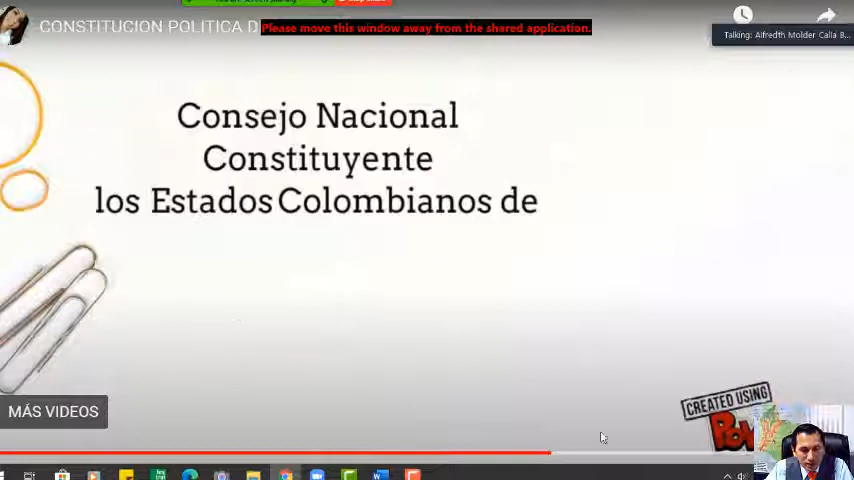 CONSTITUCION POLITICA D
Please move this window away from the shared application.
Talking: Alfredth Molder Calla B...
Consejo Nacional
Constituyente
los Estados Colombianos de
MÁS VIDEOS
CREATED USING